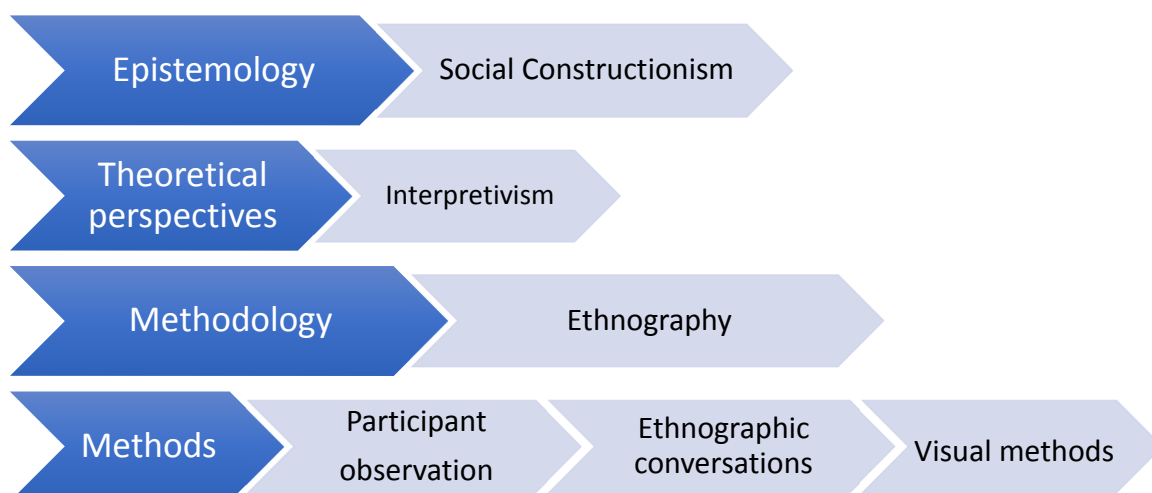 Epistemology
Social Constructionism
Theoretical
perspectives
Interpretivism
Methodology
Ethnography
Methods
Participant
observation
Ethnographic
conversations
Visual methods